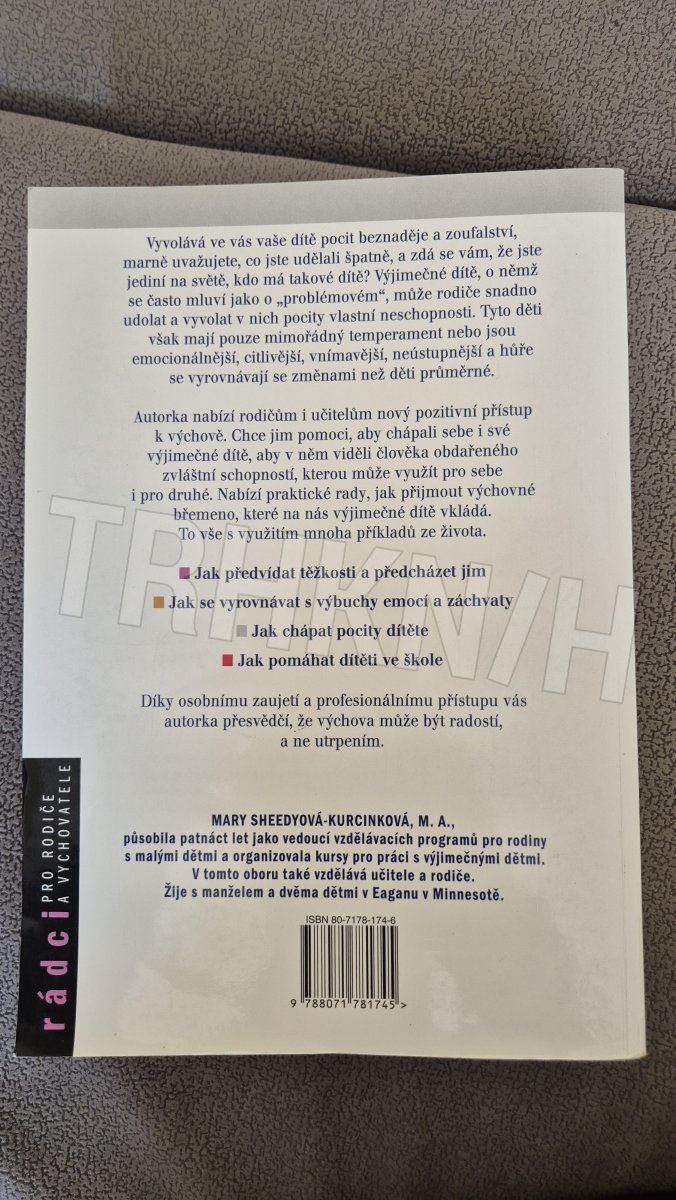 Vyvolává ve vás vaše dítě pocit beznaděje a zoufalství,
marně uvažujete, co jste udělali špatně, a zdá se vám, že jste
jediní na světě, kdo má takové dítě? Výjimečné dítě, o němž
se často mluví jako o „problémovém“, může rodiče snadno
udolat a vyvolat v nich pocity vlastní neschopnosti. Tyto děti
však mají pouze mimořádný temperament nebo jsou
emocionálnější, citlivější, vnímavější, neústupnější a hůře
se vyrovnávají se změnami než děti průměrné.
Autorka nabízí rodičům i učitelům nový pozitivní přístup
k výchově. Chce jim pomoci, aby chápali sebe i své
výjimečné dítě, aby v něm viděli člověka obdařeného
zvláštní schopností, kterou může využít pro sebe
i pro druhé. Nabízí praktické rady, jak přijmout výchovné
břemeno, které na nás výjimečné dítě vkládá.
To vše s využitím mnoha příkladů ze života.
TRHKN/H
Jak předvídat těžkosti a předcházet jim
Jak se vyrovnávat s výbuchy emocí a záchvaty
Jak chápat pocity dítěte
Jak pomáhat dítěti ve škole
Díky osobnímu zaujetí a profesionálnímu přístupu vás
autorka přesvědčí, že výchova může být radostí,
a ne utrpením.
rádci
PRO RODIČE
A VYCHOVATELE
MARY SHEEDYOVÁ-KURCINKOVÁ, M. A.,
působila patnáct let jako vedoucí vzdělávacích programů pro rodiny
s malými dětmi a organizovala kursy pro práci s výjimečnými dětmi.
V tomto oboru také vzdělává učitele a rodiče.
Žije s manželem a dvěma dětmi v Eaganu v Minnesotě.
ISBN 80-7178-174-6
9 788071 781745 >